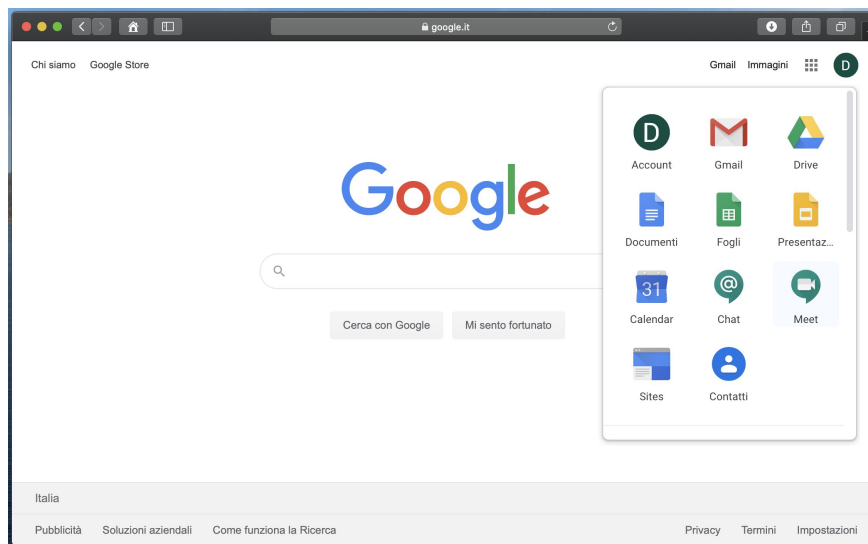 google.it
Chi siamo Google Store
Gmail Immagini D
D
Account Gmail Drive
Google
Documenti Fogli Presentaz...
31 @
Calendar Chat Meet
Cerca con Google Mi sento fortunato
Sites Contatti
Italia
Pubblicità Soluzioni aziendali Come funziona la Ricerca Privacy Termini Impostazioni